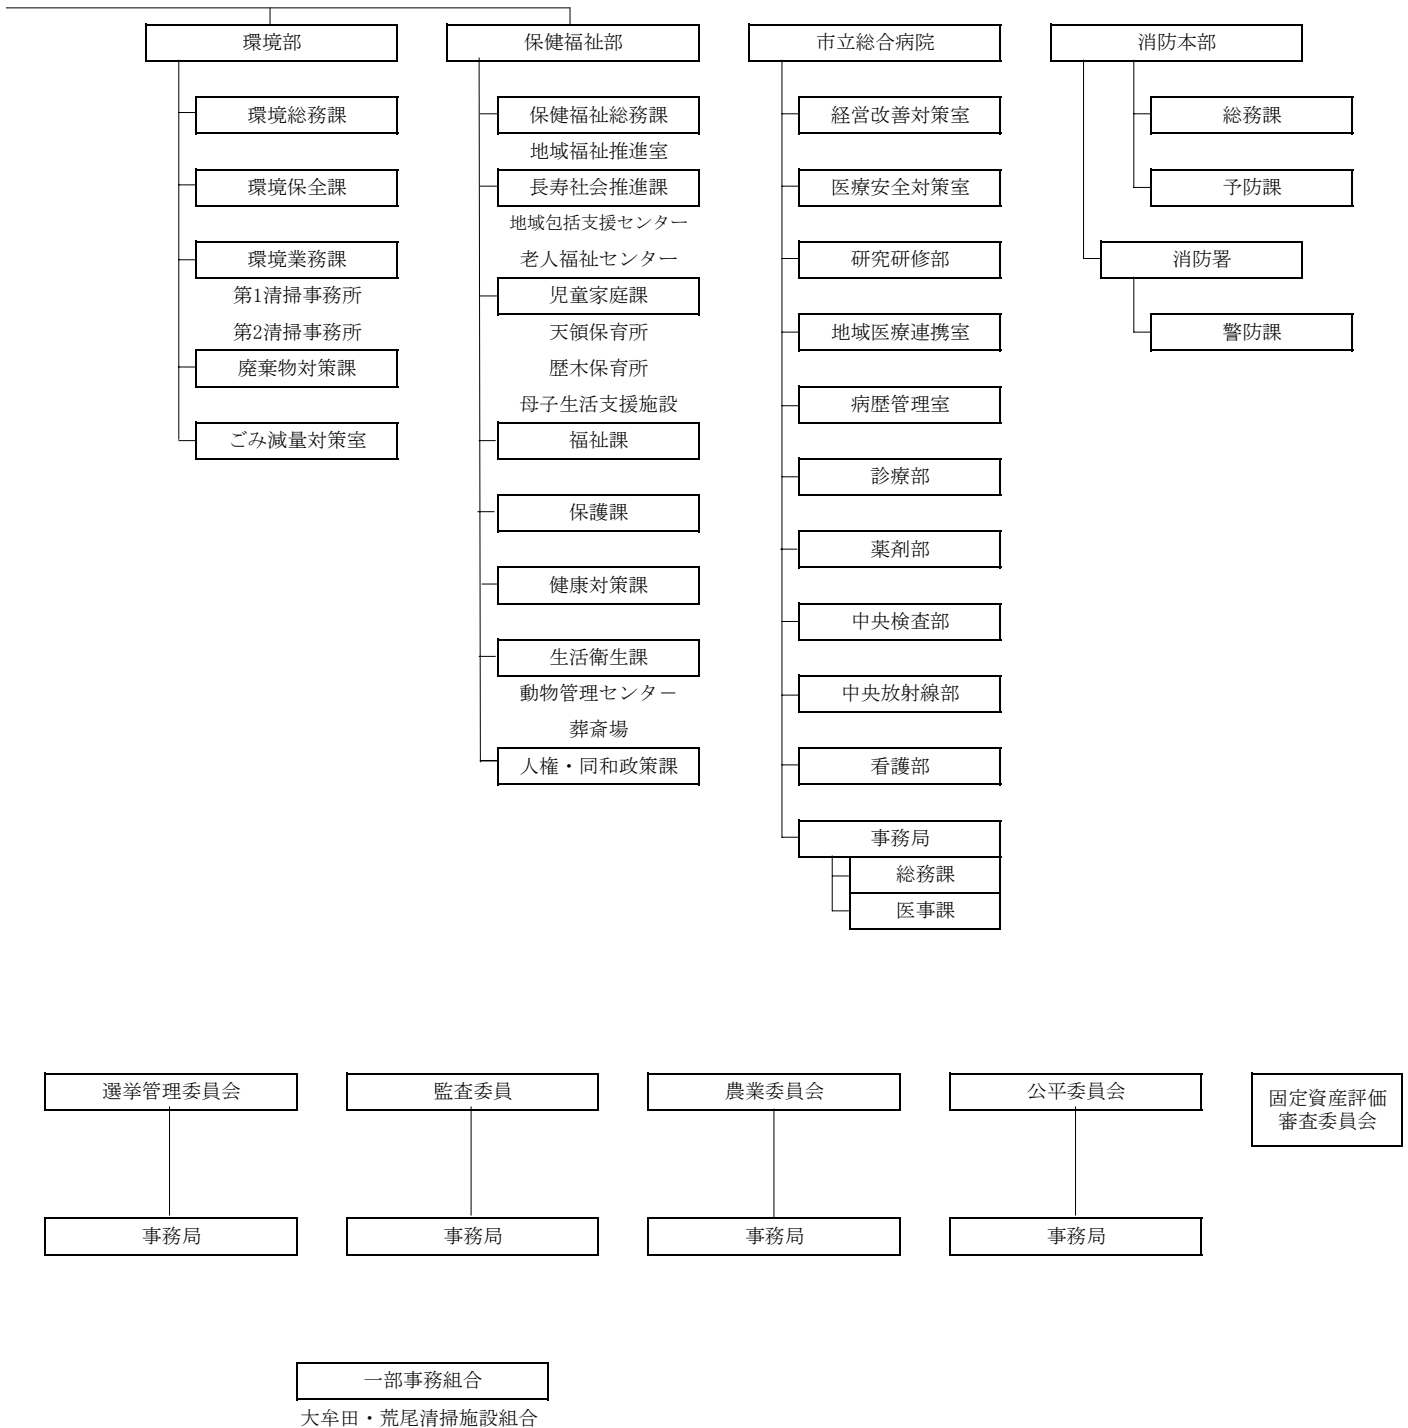 環境部
環境総務課
環境保全課
環境業務課
第1清掃事務所
第2清掃事務所
廃棄物対策課
ごみ減量対策室
保健福祉部
保健福祉総務課
地域福祉推進室
長寿社会推進課
地域包括支援センター
老人福祉センター
児童家庭課
天領保育所
歴木保育所
母子生活支援施設
福祉課
保護課
健康対策課
生活衛生課
動物管理センター
葬斎場
人権・同和政策課
市立総合病院
経営改善対策室
医療安全対策室
研究研修部
地域医療連携室
病歴管理室
診療部
薬剤部
中央検査部
中央放射線部
看護部
事務局
総務課
医事課
消防本部
総務課
予防課
消防署
警防課
選挙管理委員会
事務局
監査委員
事務局
農業委員会
事務局
公平委員会
事務局
固定資産評価
審査委員会
一部事務組合
大牟田・荒尾清掃施設組合